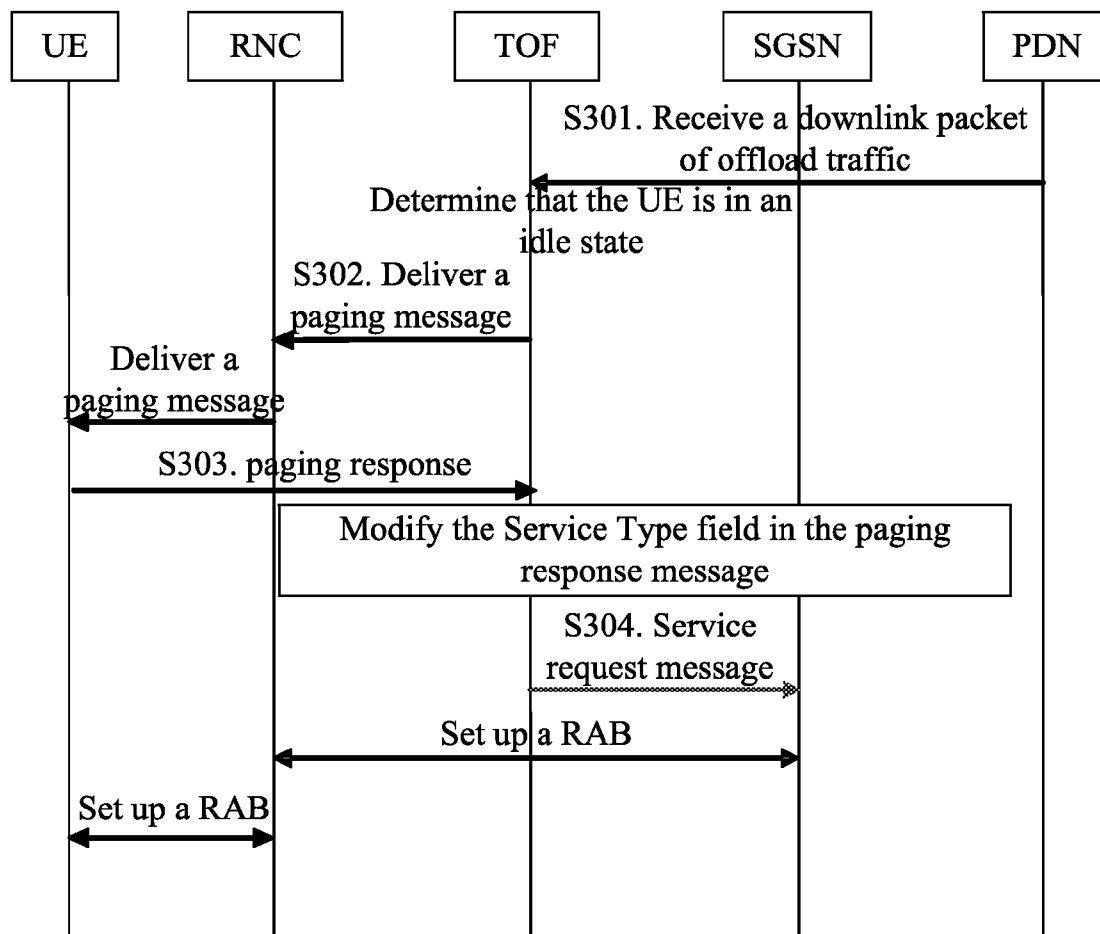 UE
RNC
TOF
SGSN
PDN
S301. Receive a downlink packet
of offload traffic
Determine that the UE is in an
idle state
S302. Deliver a
paging message
Deliver a
paging message
S303. paging response
Modify the Service Type field in the paging
response message
S304. Service
request message
Set up a RAB
Set up a RAB